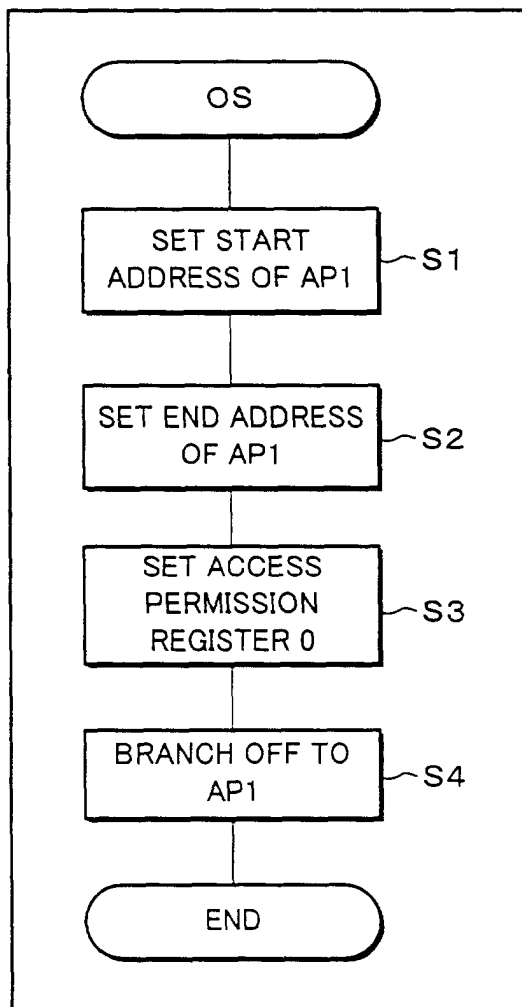 OS
SET START
ADDRESS OF AP1
S1
SET END ADDRESS
OF AP1
S2
SET ACCESS
PERMISSION
REGISTER 0
S3
BRANCH OFF TO
AP1
S4
END